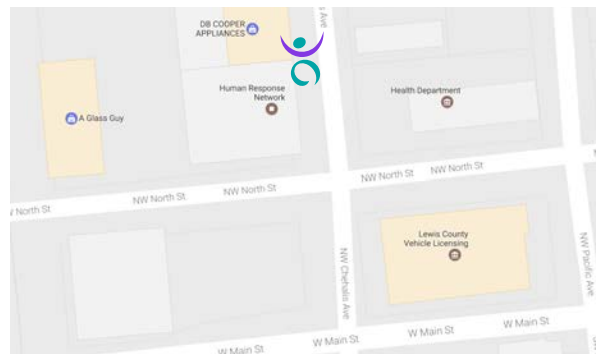 DB COOPER
APPLIANCES
s Ave
Human Response
Network
Health Department
A Glass Guy
NW North St
NW North St
NW North St
NW North St
NW North St
Lewis County
Vehicle Licensing
NW Chehalis Ave
NW Pacific Ave
W Main St
W Main St
W Main St